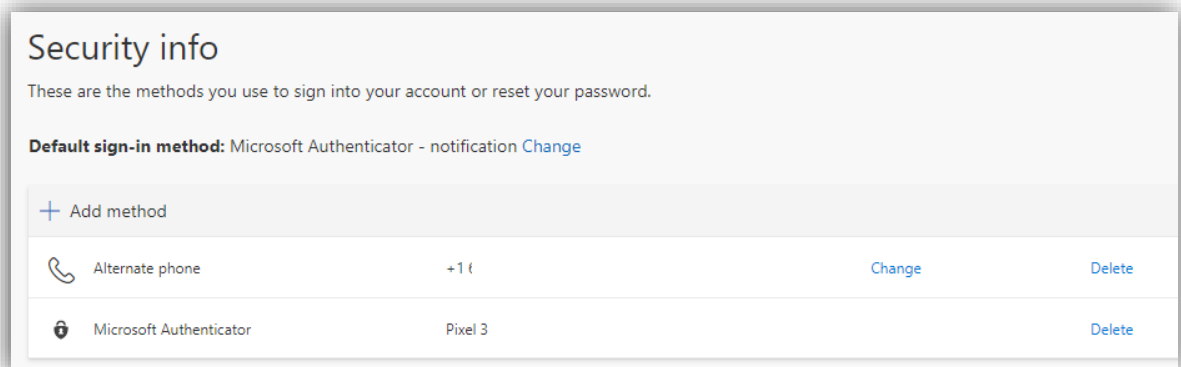 Security info
These are the methods you use to sign into your account or reset your password.
Default sign-in method: Microsoft Authenticator - notification Change
Add method
Alternate phone +1 Change Delete
Microsoft Authenticator Pixel 3 Delete